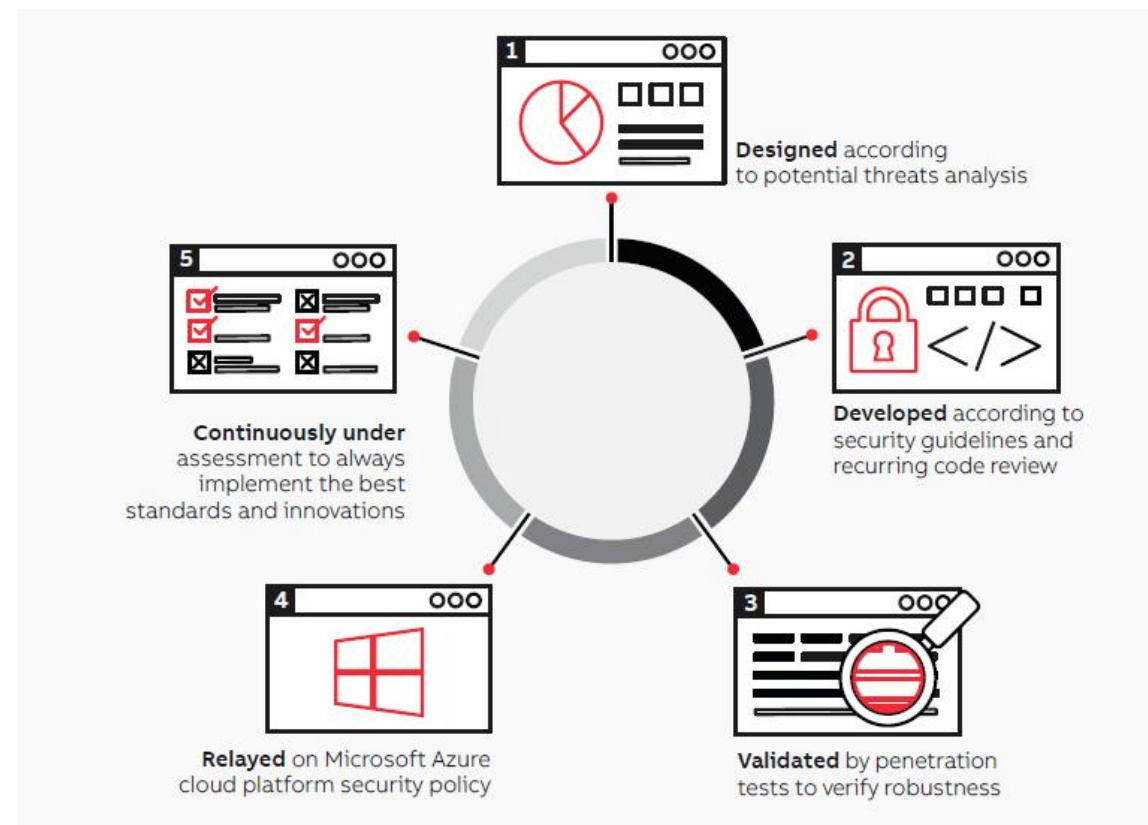 1
Designed according
to potential threats analysis
2
</>
Developed according to
security guidelines and
recurring code review
3
Validated by penetration
tests to verify robustness
4
Relayed on Microsoft Azure
cloud platform security policy
5
Continuously under
assessment to always
implement the best
standards and innovations